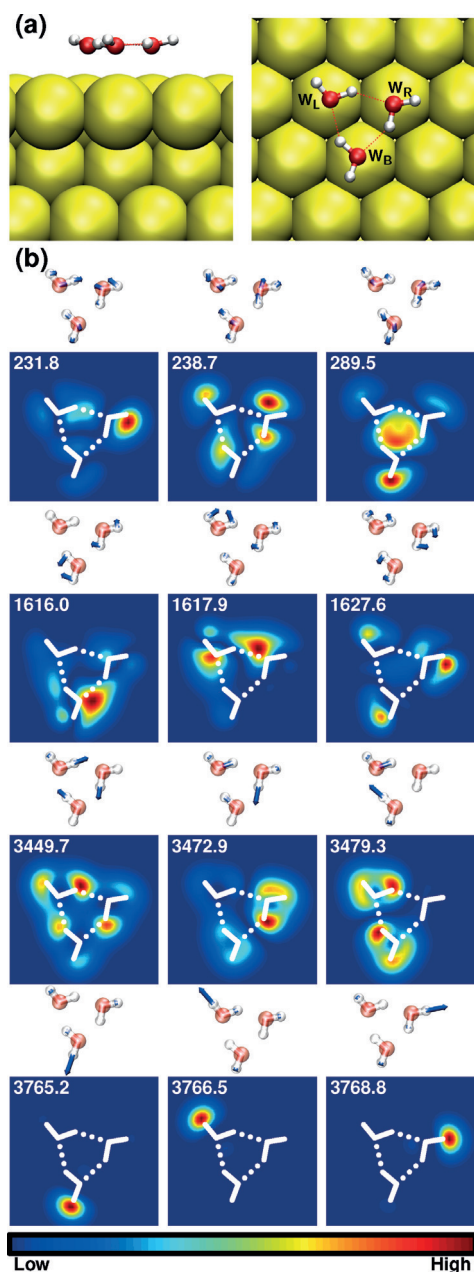 (a)
W_L
W_R
W_B
(b)
231.8 238.7 289.5
1616.0 1617.9 1627.6
3449.7 3472.9 3479.3
3765.2 3766.5 3768.8
Low High